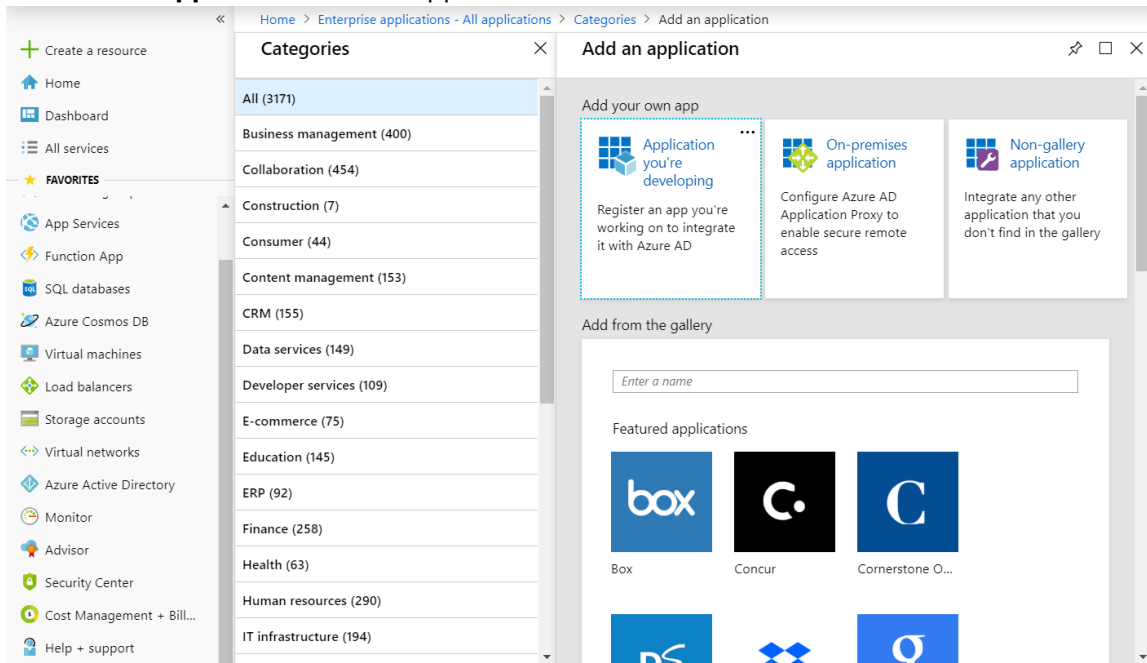 App
« Home > Enterprise applications - All applications > Categories > Add an application
Create a resource
Home
Dashboard
All services
FAVORITES
App Services
Function App
SQL databases
Azure Cosmos DB
Virtual machines
Load balancers
Storage accounts
Virtual networks
Azure Active Directory
Monitor
Advisor
Security Center
Cost Management + Bill...
Help + support
Categories
All (3171)
Business management (400)
Collaboration (454)
Construction (7)
Consumer (44)
Content management (153)
CRM (155)
Data services (149)
Developer services (109)
E-commerce (75)
Education (145)
ERP (92)
Finance (258)
Health (63)
Human resources (290)
IT infrastructure (194)
Add an application
Add your own app
Application
you're
developing
Register an app you're
working on to integrate
it with Azure AD
On-premises
application
Configure Azure AD
Application Proxy to
enable secure remote
access
Non-gallery
application
Integrate any other
application that you
don't find in the gallery
Add from the gallery
Enter a name
Featured applications
box
C.
C
Box
Concur
Cornerstone O...